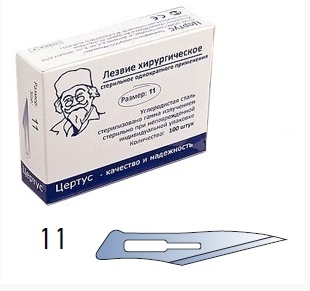 Цертус
Лезвие хирургическое
стерильное однократного применения
Размер: 11
Углеродистая сталь
стерилизовано гамма излучением
стерильно при неповрежденной
индивидуальной упаковке
Количество: 100 штук
11
Цертус - качество и надежность
11